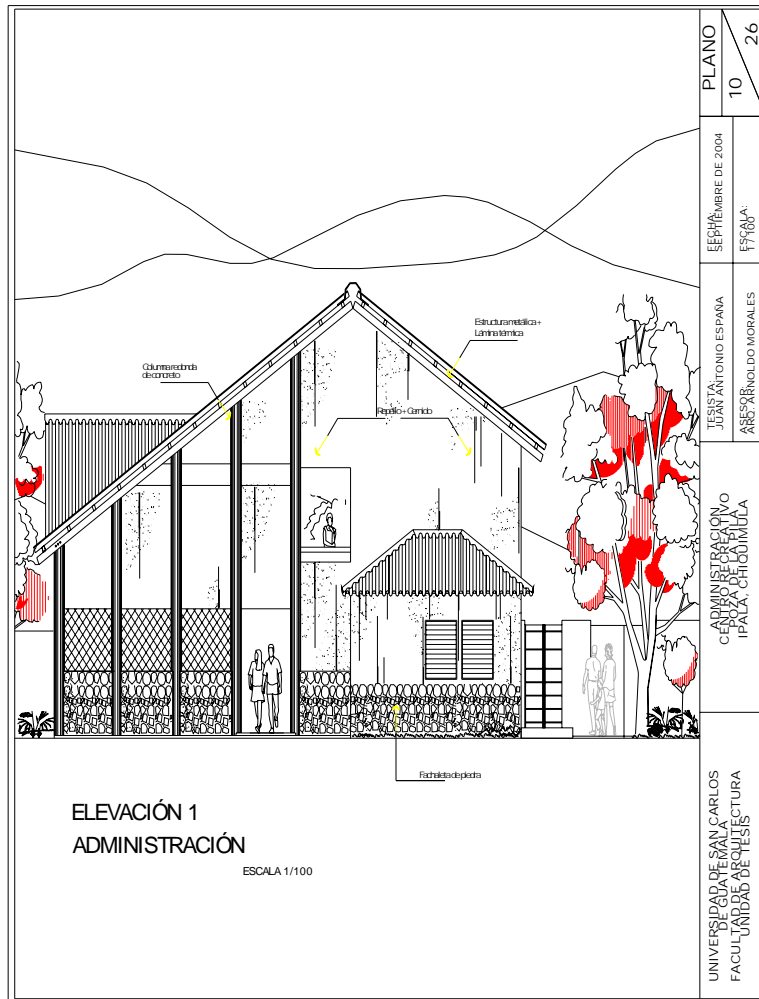 Estructura metálica +
Lámina térmica
Columna redonda
de concreto
Repello + Cernido
Fachaleta de piedra
ELEVACIÓN 1
ADMINISTRACIÓN
ESCALA 1/100
PLANO
10
26
FECHA:
SEPTIEMBRE DE 2004
ESCALA:
1/100
TESISTA:
JUAN ANTONIO ESPAÑA
ASESOR:
ARQ. ARNOLDO MORALES
ADMINISTRACIÓN
CENTRO RECREATIVO
POZA DE LA PILA
IPALA, CHIQUIMULA
UNIVERSIDAD DE SAN CARLOS
DE GUATEMALA
FACULTAD DE ARQUITECTURA
UNIDAD DE TESIS